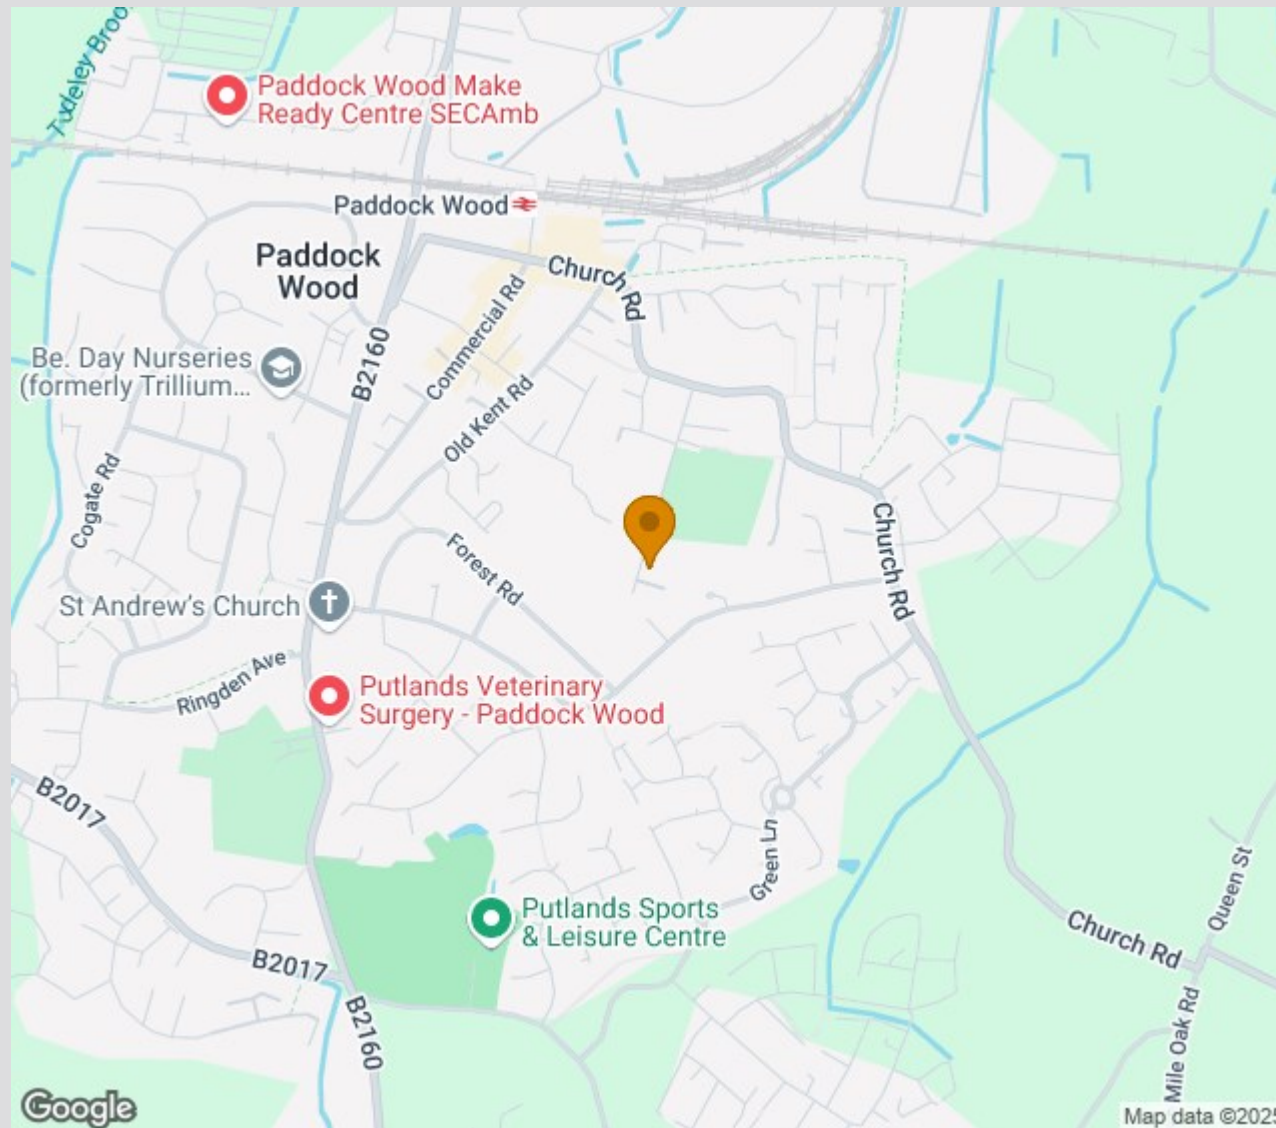 Tudeley Brook
Paddock Wood Make
Ready Centre SECAmb
Paddock Wood
Paddock
Wood
Church Rd
Commercial Rd
B2160
Be. Day Nurseries
(formerly Trillium...
Old Kent Rd
Cogate Rd
Forest Rd
Church Rd
St Andrew's Church
Ringden Ave
Putlands Veterinary
Surgery - Paddock Wood
B2017
Green Ln
Queen St
Putlands Sports
& Leisure Centre
Church Rd
B2017
B2160
Mile Oak Rd
Google
Map data ©2025